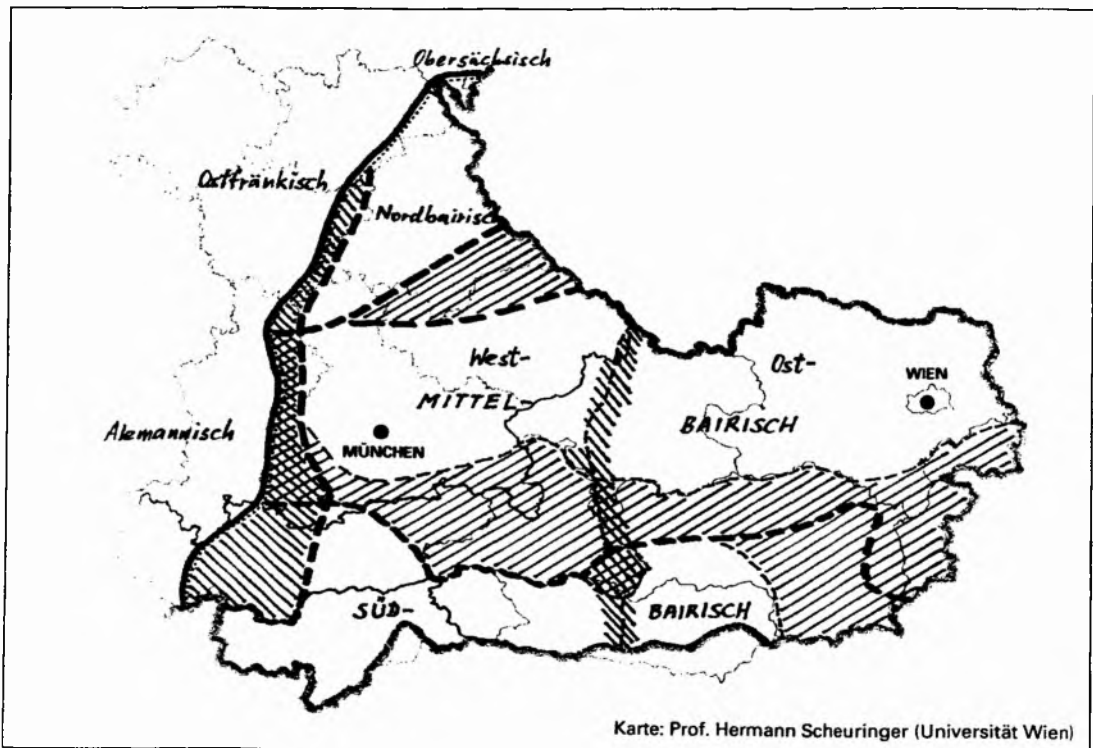 Obersächsisch
Ostfränkisch
Nordbairisch
West-
Ost-
WIEN
MITTEL-
BAIRISCH
Alemannisch
MÜNCHEN
SÜD-
BAIRISCH
Karte: Prof. Hermann Scheuringer (Universität Wien)